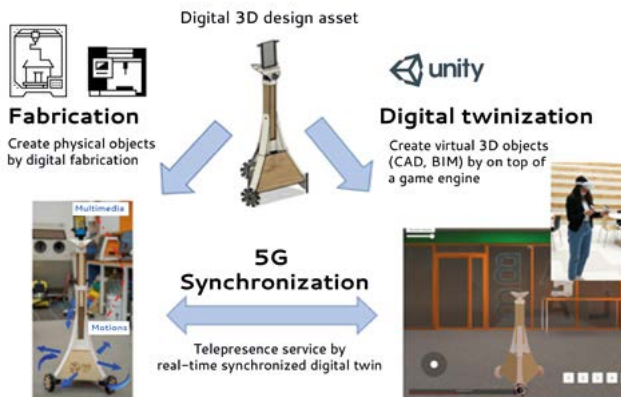 Digital 3D design asset
unity
Fabrication
Create physical objects
by digital fabrication
Digital twinization
Create virtual 3D objects
(CAD, BIM) by on top of
a game engine
Multimedia
Motions
5G
Synchronization
Telepresence service by
real-time synchronized digital twin